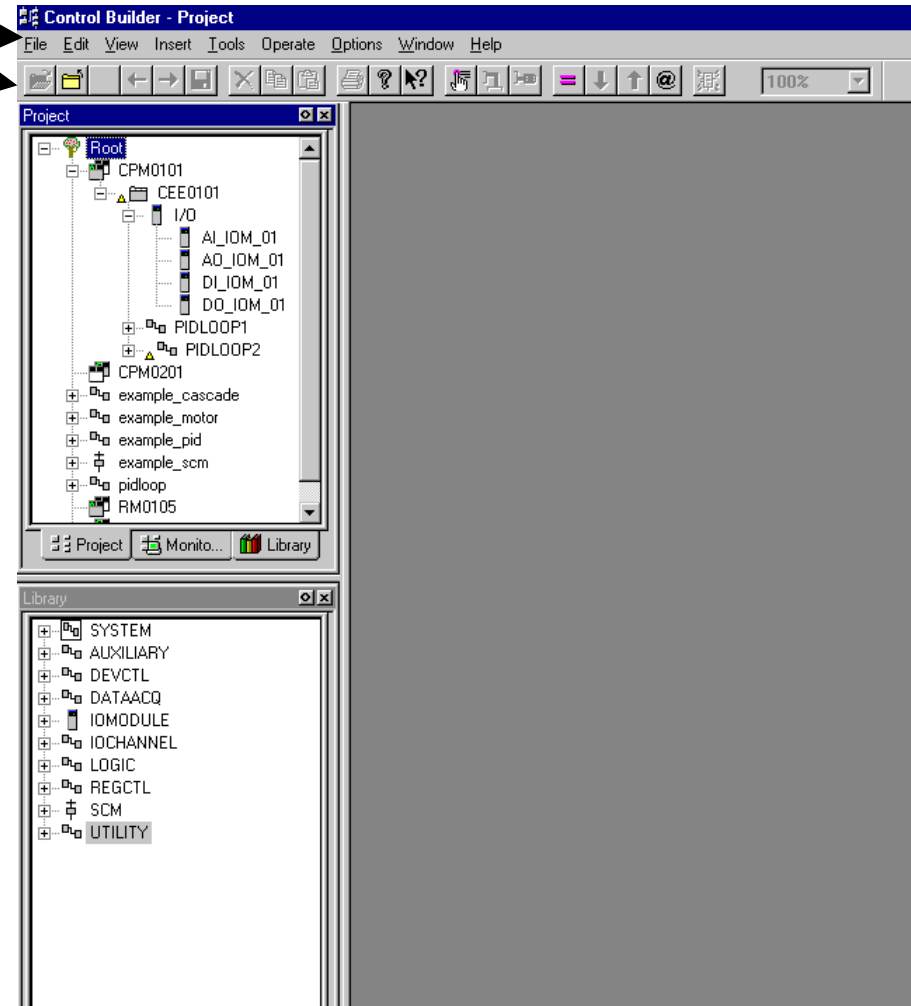 Control Builder - Project
File Edit View Insert Tools Operate Options Window Help
100%
Project
Root
CPM0101
CEE0101
I/O
AI_IOM_01
AO_IOM_01
DI_IOM_01
DO_IOM_01
PIDLOOP1
PIDLOOP2
CPM0201
example_cascade
example_motor
example_pid
example_scm
pidloop
RM0105
Project Monito... Library
Library
SYSTEM
AUXILIARY
DEVCTL
DATAACQ
IOMODULE
IOCHANNEL
LOGIC
REGCTL
SCM
UTILITY